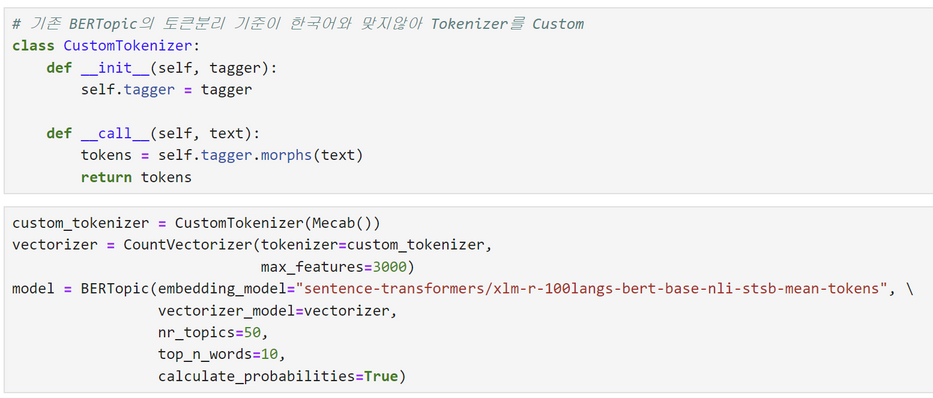 # 기존 BERTopic의 토큰분리 기준이 한국어와 맞지않아 Tokenizer를 Custom
class CustomTokenizer:
    def __init__(self, tagger):
        self.tagger = tagger

    def __call__(self, text):
        tokens = self.tagger.morphs(text)
        return tokens

custom_tokenizer = CustomTokenizer(Mecab())
vectorizer = CountVectorizer(tokenizer=custom_tokenizer,
                             max_features=3000)
model = BERTopic(embedding_model="sentence-transformers/xlm-r-100langs-bert-base-nli-stsb-mean-tokens", \
                 vectorizer_model=vectorizer,
                 nr_topics=50,
                 top_n_words=10,
                 calculate_probabilities=True)